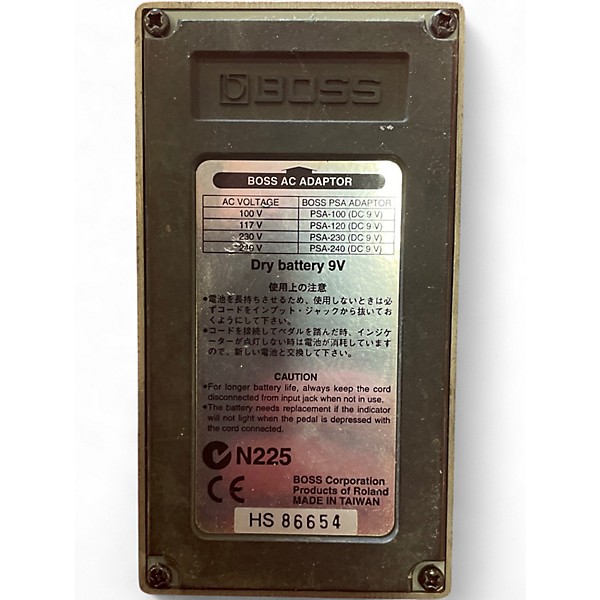 BOSS
BOSS AC ADAPTOR
AC VOLTAGE BOSS PSA ADAPTOR
100 V PSA-100 (DC 9 V)
117 V PSA-120 (DC 9 V)
230 V PSA-230 (DC 9 V)
240 V PSA-240 (DC 9 V)
Dry battery 9V
使用上の注意
●電池を長持ちさせるため、使用しないときは必
ずコードをインプット・ジャックから抜いてお
くようにして下さい。
●コードを接続してペダルを踏んだ時、インジケ
ーターが点灯しない時は電池が消耗しています
ので、新しい電池と交換して下さい。
CAUTION
●For longer battery life, always keep the cord
disconnected from input jack when not in use.
●The battery needs replacement if the indicator
will not light when the pedal is depressed with
the cord connected.
N225
CE
BOSS Corporation
Products of Roland
MADE IN TAIWAN
HS 86654